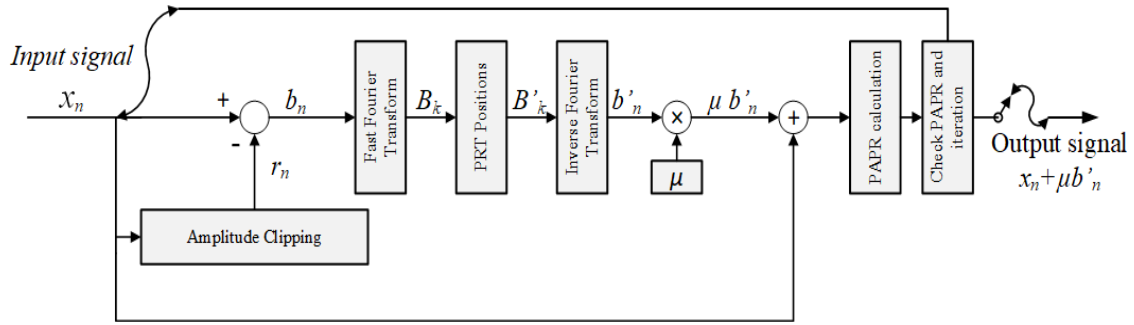 Input signal
xₙ
+
-
bₙ
rₙ
Amplitude Clipping
Fast Fourier
Transform
Bₖ
PRT Positions
B'ₖ
Inverse Fourier
Transform
b'ₙ
×
μ
μ b'ₙ
+
PAPR calculation
Check PAPR and
iteration
Output signal
xₙ+μb'ₙ